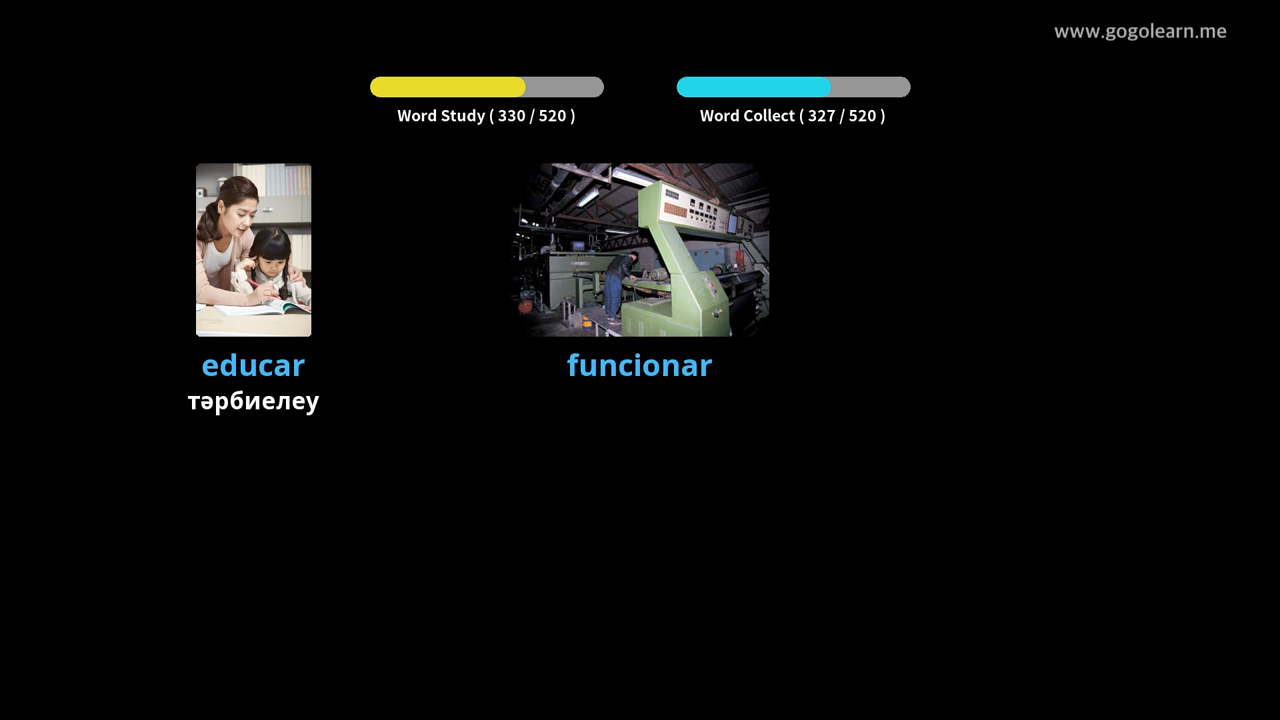 www.gogolearn.me
Word Study ( 330 / 520 )
Word Collect ( 327 / 520 )
educar
тәрбиелеу
funcionar